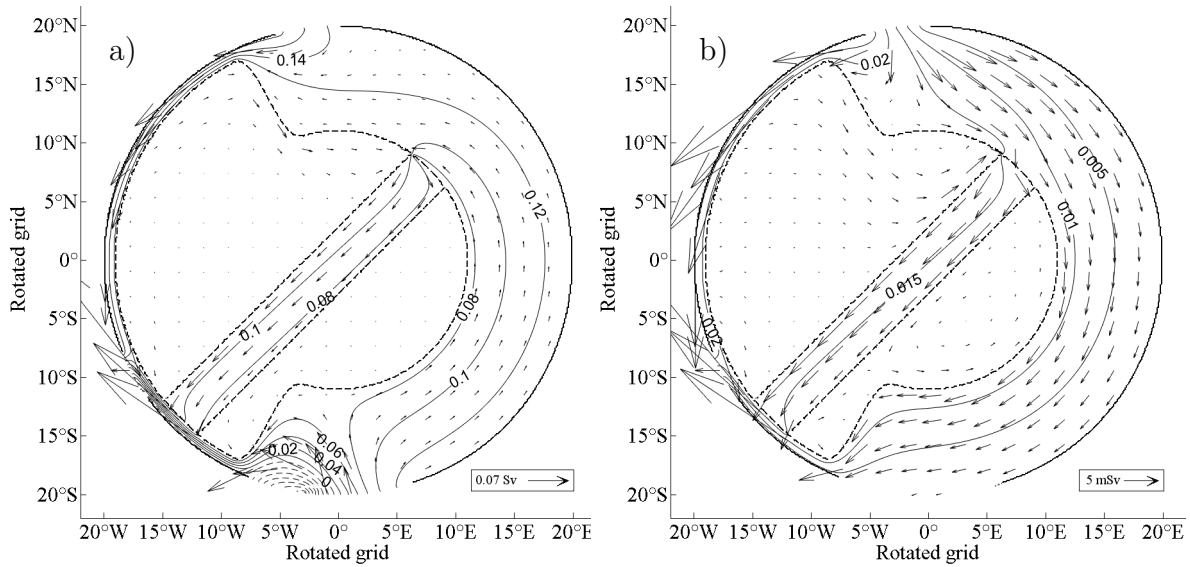 a)
20°N
15°N
10°N
5°N
0°
5°S
10°S
15°S
20°S
Rotated grid
20°W 15°W 10°W 5°W 0° 5°E 10°E 15°E 20°E
Rotated grid
0.14
0.12
0.08
0.1
0.08
0.1
0.06
0.02
0.04
0
0.07 Sv
b)
20°N
15°N
10°N
5°N
0°
5°S
10°S
15°S
20°S
Rotated grid
20°W 15°W 10°W 5°W 0° 5°E 10°E 15°E 20°E
Rotated grid
0.02
0.005
0.01
0.015
0.02
5 mSv